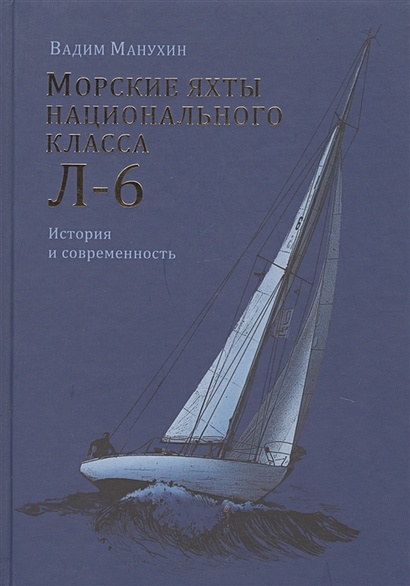 Вадим Манухин
Морские яхты
национального
класса
Л-6
История
и современность